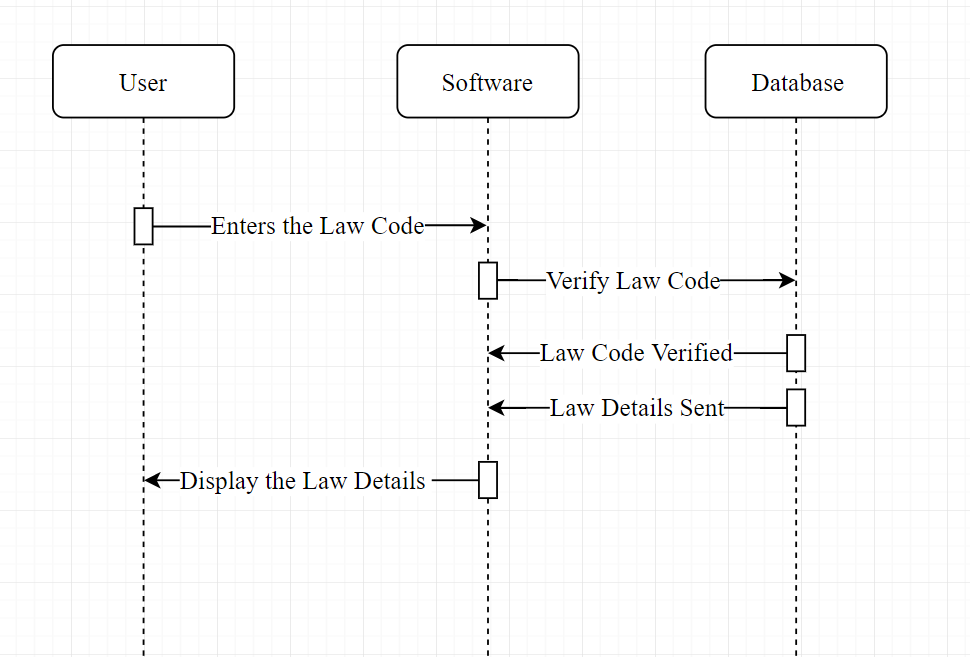 User
Software
Database
Enters the Law Code
Verify Law Code
Law Code Verified
Law Details Sent
Display the Law Details